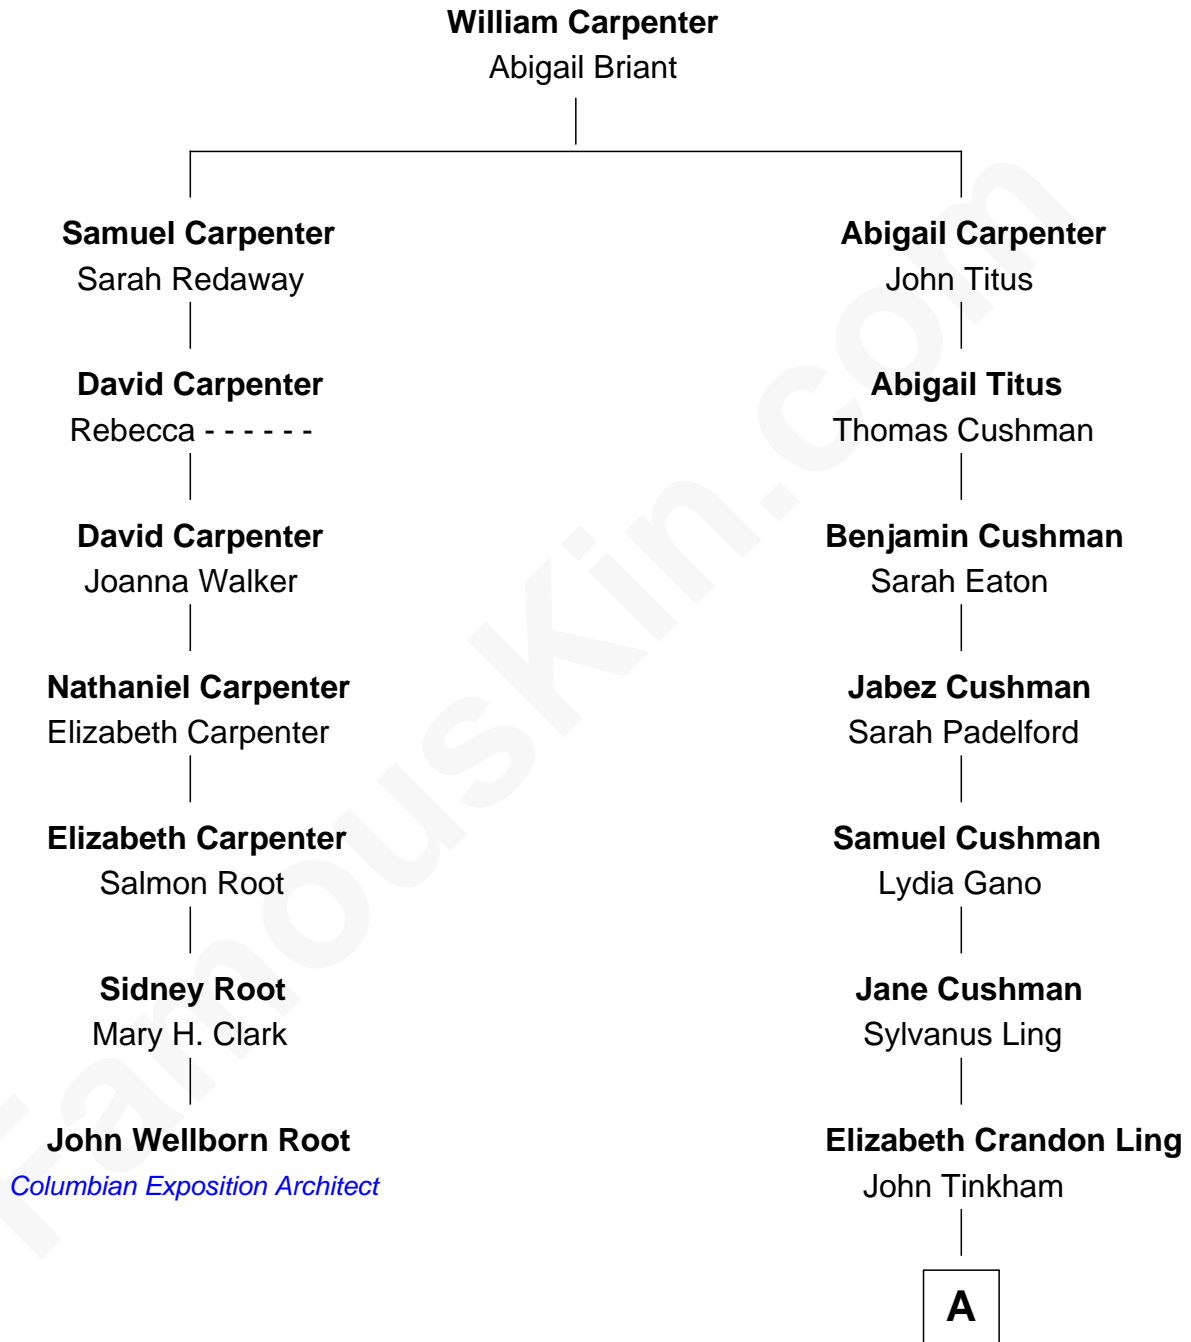 William Carpenter
Abigail Briant
Samuel Carpenter
Sarah Redaway
Abigail Carpenter
John Titus
David Carpenter
Rebecca - - - - - -
Abigail Titus
Thomas Cushman
David Carpenter
Joanna Walker
Benjamin Cushman
Sarah Eaton
Nathaniel Carpenter
Elizabeth Carpenter
Jabez Cushman
Sarah Padelford
Elizabeth Carpenter
Salmon Root
Samuel Cushman
Lydia Gano
Sidney Root
Mary H. Clark
Jane Cushman
Sylvanus Ling
John Wellborn Root
Columbian Exposition Architect
Elizabeth Crandon Ling
John Tinkham
A
FamousKin.com